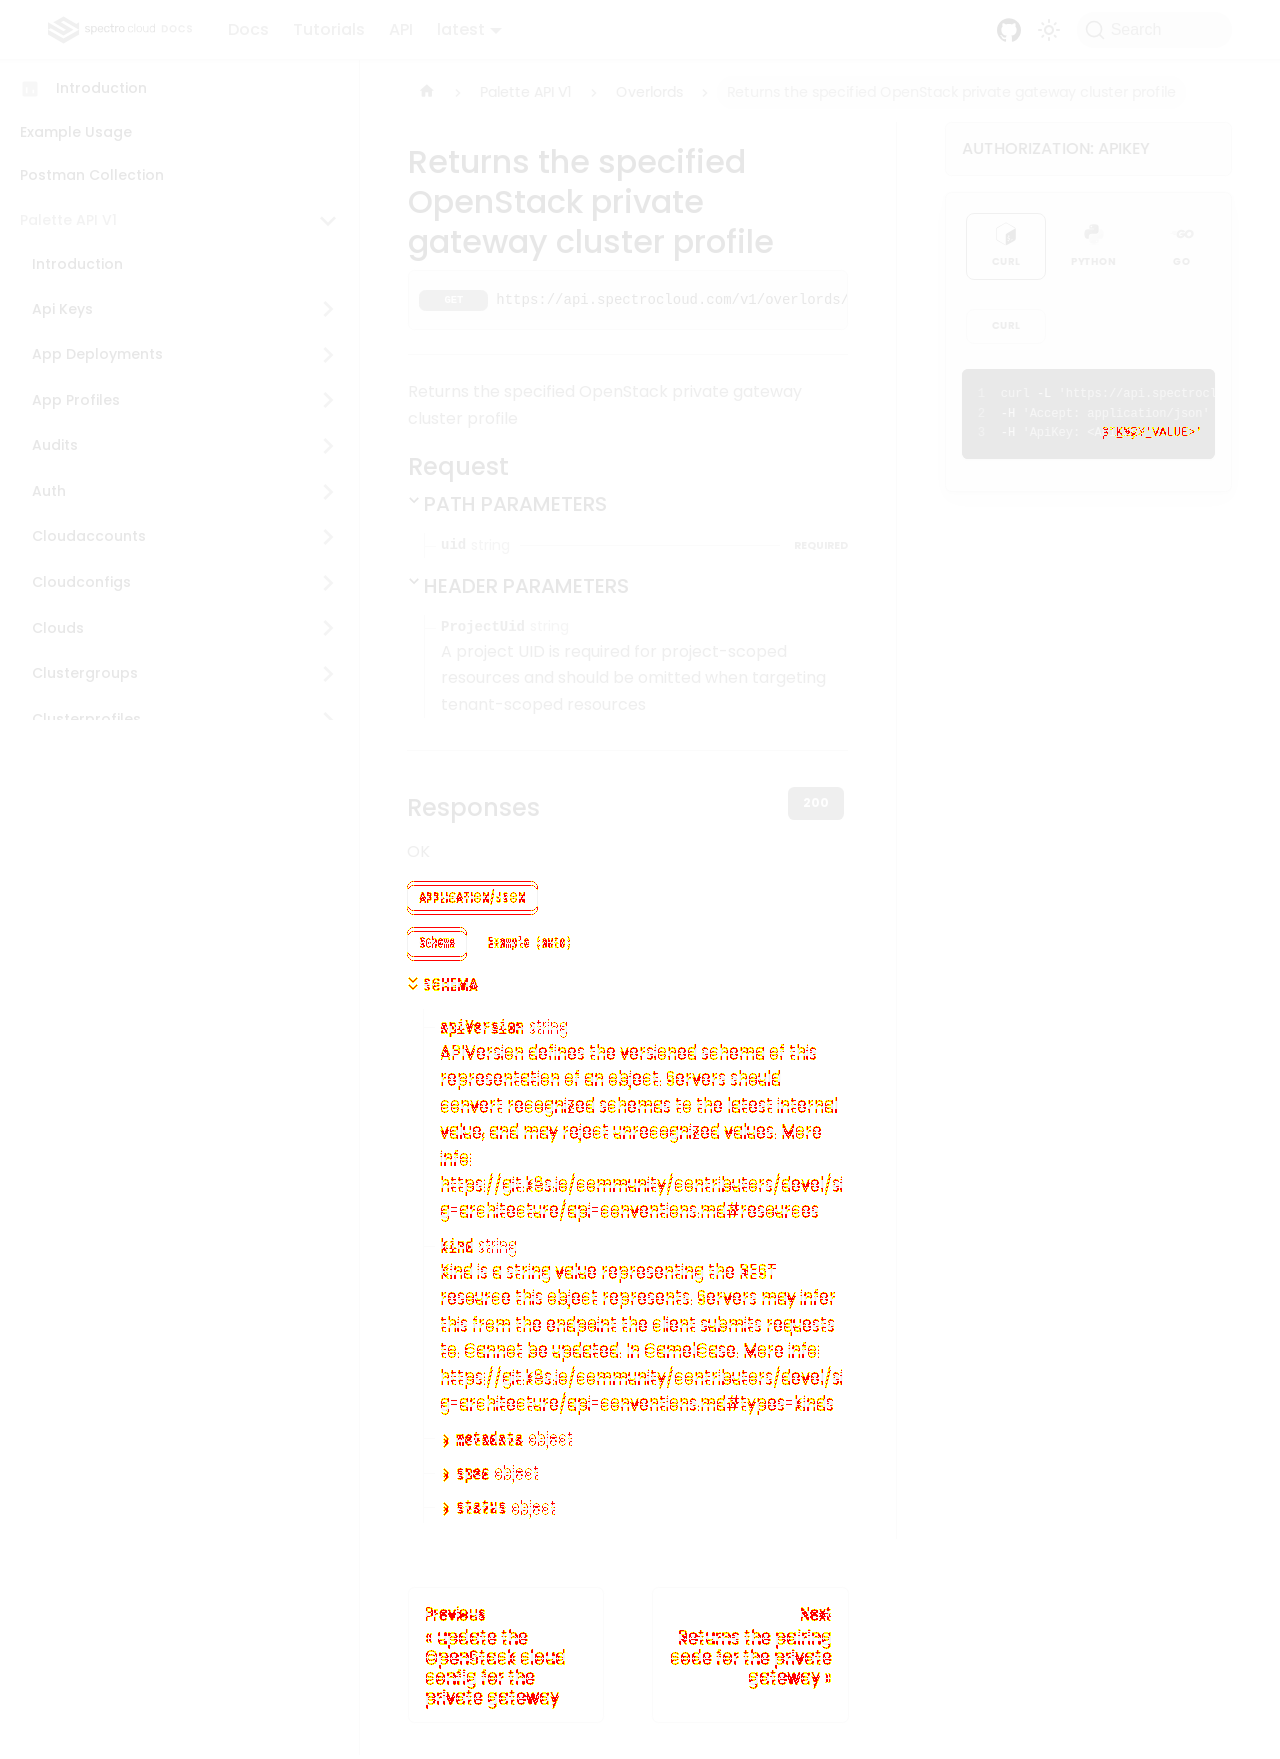 spectro cloud DOCS
Docs
Tutorials
API
latest
Search
Introduction
Example Usage
Postman Collection
Palette API V1
Introduction
Api Keys
App Deployments
App Profiles
Audits
Auth
Cloudaccounts
Cloudconfigs
Clouds
Clustergroups
Clusterprofiles
Palette API V1
Overlords
Returns the specified OpenStack private gateway cluster profile
Returns the specified
OpenStack private
gateway cluster profile
GET https://api.spectrocloud.com/v1/overlords/
Returns the specified OpenStack private gateway
cluster profile
Request
PATH PARAMETERS
uid string REQUIRED
HEADER PARAMETERS
ProjectUid string
A project UID is required for project-scoped
resources and should be omitted when targeting
tenant-scoped resources
Responses
200
OK
APPLICATION/JSON
Schema
Example (auto)
SCHEMA
apiVersion string
APIVersion defines the versioned schema of this
representation of an object. Servers should
convert recognized schemas to the latest internal
value, and may reject unrecognized values. More
info:
https://git.k8s.io/community/contributors/devel/si
g-architecture/api-conventions.md#resources
kind string
Kind is a string value representing the REST
resource this object represents. Servers may infer
this from the endpoint the client submits requests
to. Cannot be updated. In CamelCase. More info:
https://git.k8s.io/community/contributors/devel/si
g-architecture/api-conventions.md#types-kinds
metadata object
spec object
status object
Previous
« update the
OpenStack cloud
config for the
private gateway
Next
Returns the pairing
code for the private
gateway »
AUTHORIZATION: APIKEY
CURL
PYTHON
GO
CURL
1 curl -L 'https://api.spectrocl
2 -H 'Accept: application/json'
3 -H 'ApiKey: VALUE>'